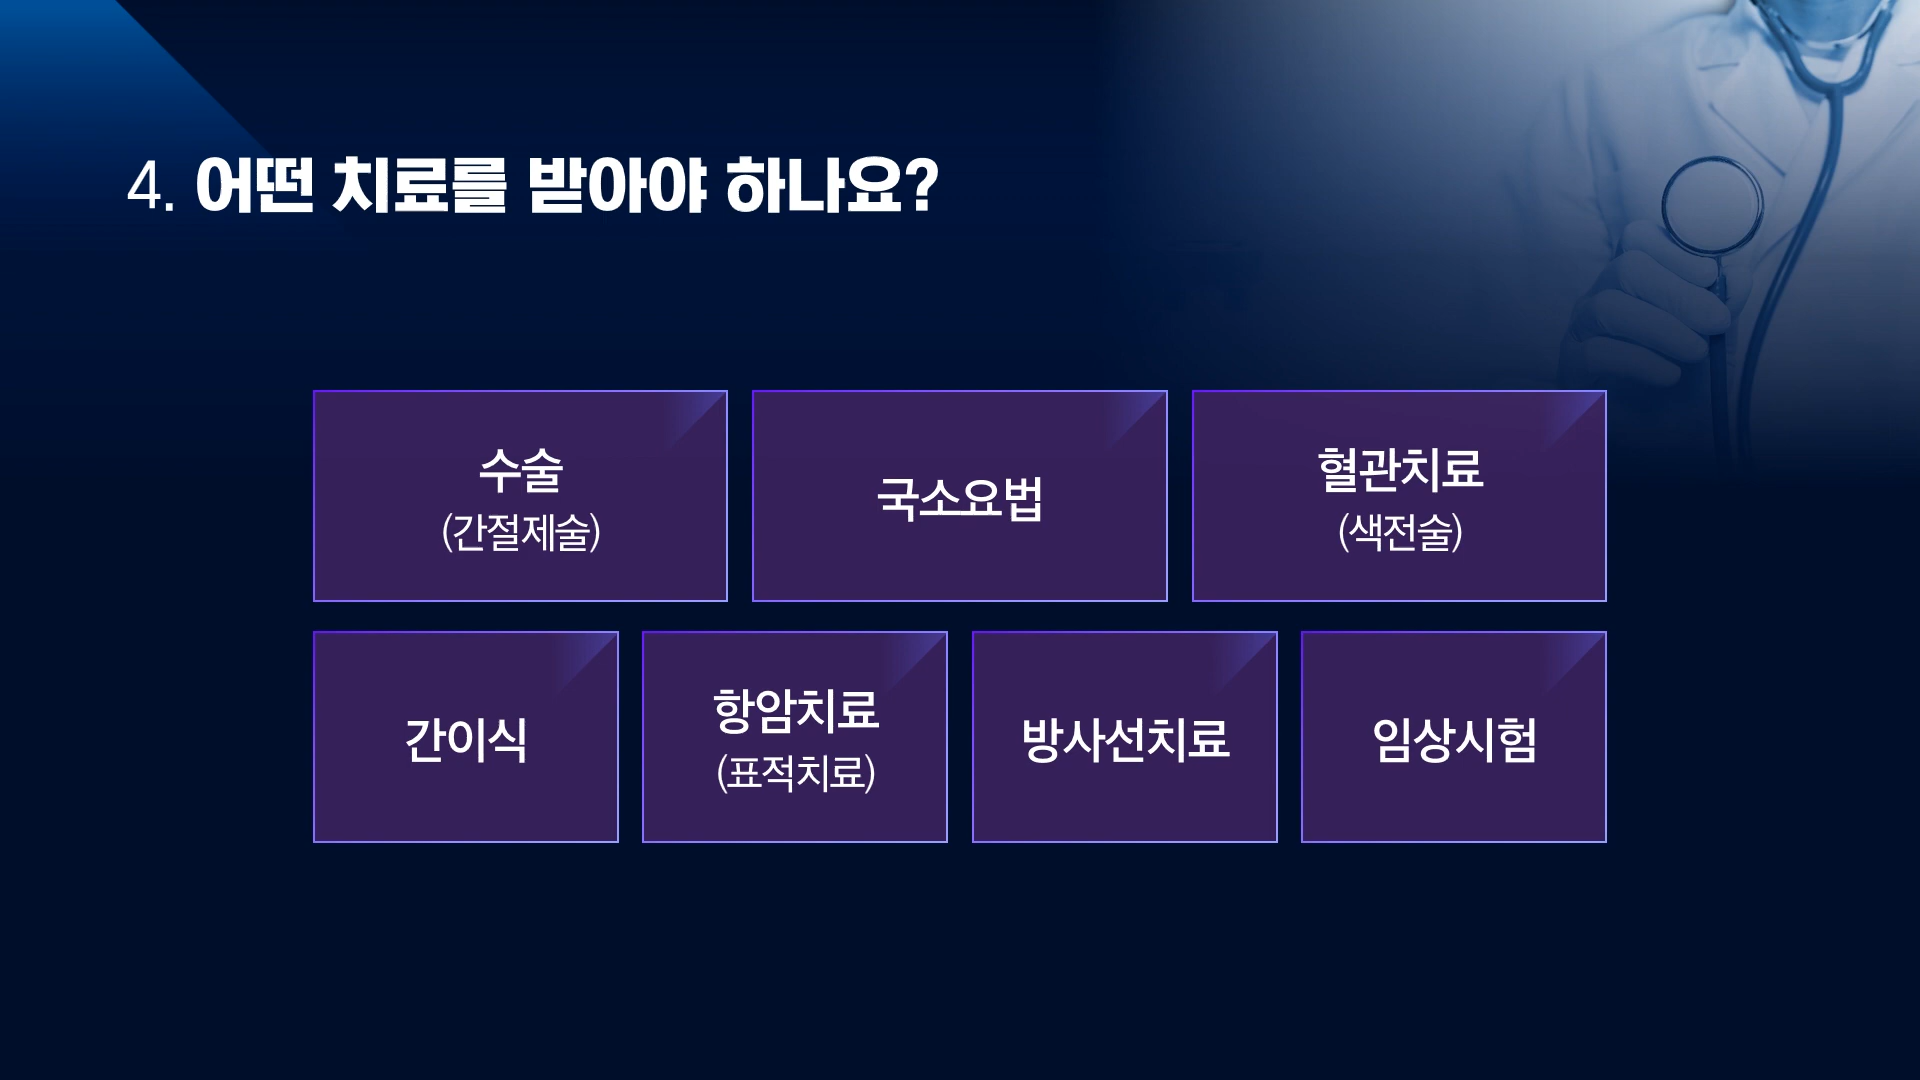 4. 어떤 치료를 받아야 하나요?
수술
(간절제술)
국소요법
혈관치료
(색전술)
간이식
항암치료
(표적치료)
방사선치료
임상시험